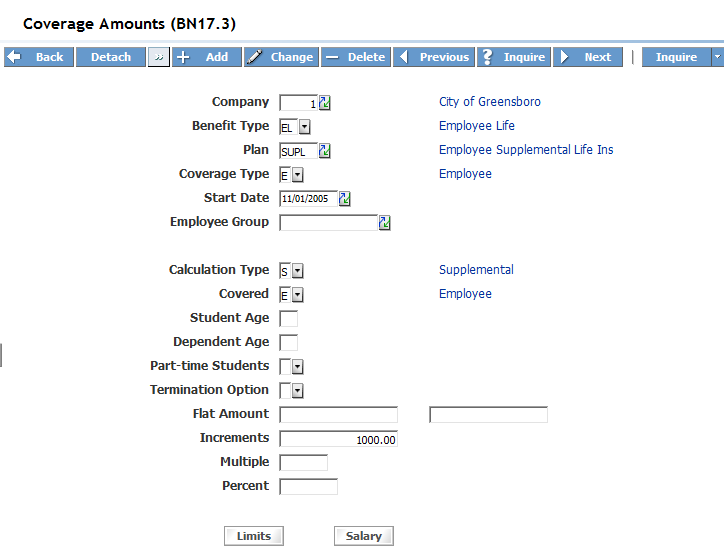 Coverage Amounts (BN17.3)
Back Detach » Add Change Delete Previous Inquire Next | Inquire
Company 1 City of Greensboro
Benefit Type EL Employee Life
Plan SUPL Employee Supplemental Life Ins
Coverage Type E Employee
Start Date 11/01/2005
Employee Group
Calculation Type S Supplemental
Covered E Employee
Student Age
Dependent Age
Part-time Students
Termination Option
Flat Amount
Increments 1000.00
Multiple
Percent
Limits Salary